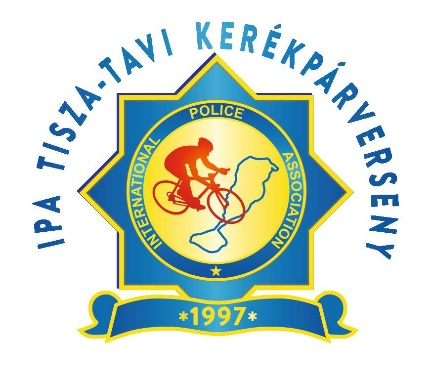 IPA TISZA-TAVI KERÉKPÁRVERSENY
INTERNATIONAL POLICE ASSOCIATION
*1997*